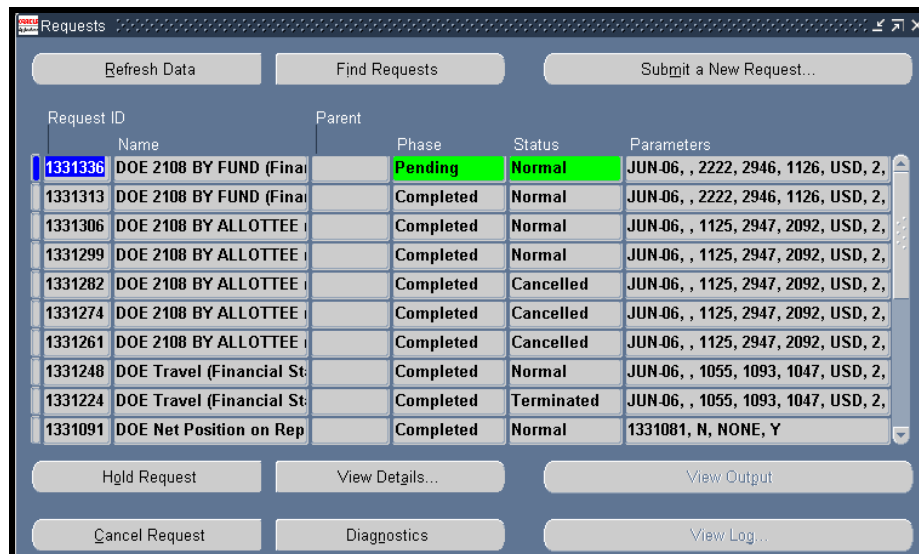 ORACLE
Requests
Refresh Data Find Requests Submit a New Request...
Request ID Parent
Name Phase Status Parameters
1331336 DOE 2108 BY FUND (Finan Pending Normal JUN-06, , 2222, 2946, 1126, USD, 2,
1331313 DOE 2108 BY FUND (Finan Completed Normal JUN-06, , 2222, 2946, 1126, USD, 2,
1331306 DOE 2108 BY ALLOTTEE Completed Normal JUN-06, , 1125, 2947, 2092, USD, 2,
1331299 DOE 2108 BY ALLOTTEE Completed Normal JUN-06, , 1125, 2947, 2092, USD, 2,
1331282 DOE 2108 BY ALLOTTEE Completed Cancelled JUN-06, , 1125, 2947, 2092, USD, 2,
1331274 DOE 2108 BY ALLOTTEE Completed Cancelled JUN-06, , 1125, 2947, 2092, USD, 2,
1331261 DOE 2108 BY ALLOTTEE Completed Cancelled JUN-06, , 1125, 2947, 2092, USD, 2,
1331248 DOE Travel (Financial St Completed Normal JUN-06, , 1055, 1093, 1047, USD, 2,
1331224 DOE Travel (Financial St Completed Terminated JUN-06, , 1055, 1093, 1047, USD, 2,
1331091 DOE Net Position on Rep Completed Normal 1331081, N, NONE, Y
Hold Request View Details... View Output
Cancel Request Diagnostics View Log...